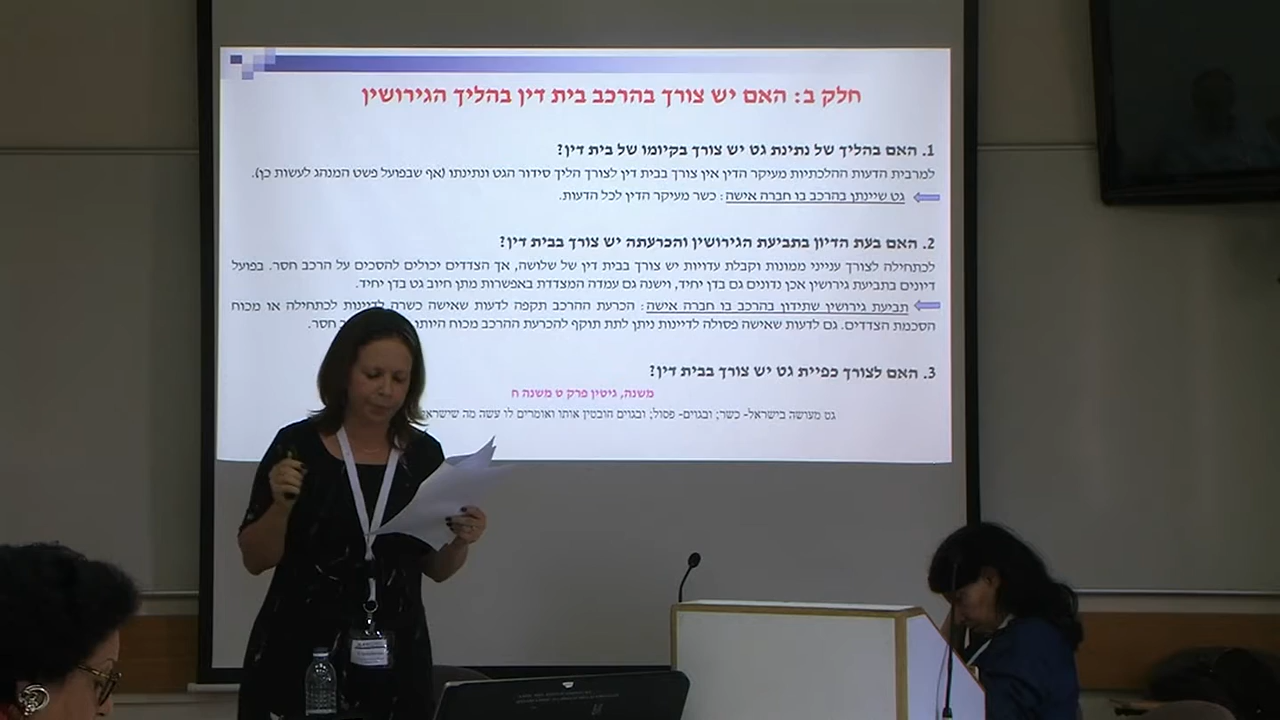 חלק ב: האם יש צורך בהרכב בית דין בהליך הגירושין
1. האם בהליך של נתינת גט יש צורך בקיומו של בית דין?
למרבית הדעות ההלכתיות מעיקר הדין אין צורך בבית דין לצורך הליך סידור הגט ונתינתו (אף שבפועל פשט המנהג לעשות כן).
גט שיינתן בהרכב בו חברה אישה: כשר מעיקר הדין לכל הדעות.
2. האם בעת הדיון בתביעת הגירושין והכרעתה יש צורך בבית דין?
לכתחילה לצורך ענייני ממונות וקבלת עדויות יש צורך בבית דין של שלושה, אך הצדדים יכולים להסכים על הרכב חסר. בפועל
דיונים בתביעת גירושין אכן נדונים גם בדן יחיד, וישנה גם עמדה המצדדת באפשרות מתן חיוב גט בדן יחיד.
תביעת גירושין שתידון בהרכב בו חברה אישה: הכרעת ההרכב תקפה לדעות שאישה כשרה לדיינות לכתחילה או מכוח
הסכמת הצדדים. גם לדעות שאישה פסולה לדיינות ניתן לתת תוקף להכרעת ההרכב מכוח חסר.
3. האם לצורך כפיית גט יש צורך בבית דין?
משנה, גיטין פרק ט משנה ח
גט מעושה בישראל- כשר; ובגוים- פסול; ובגוים חובטין אותו ואומרים לו עשה מה